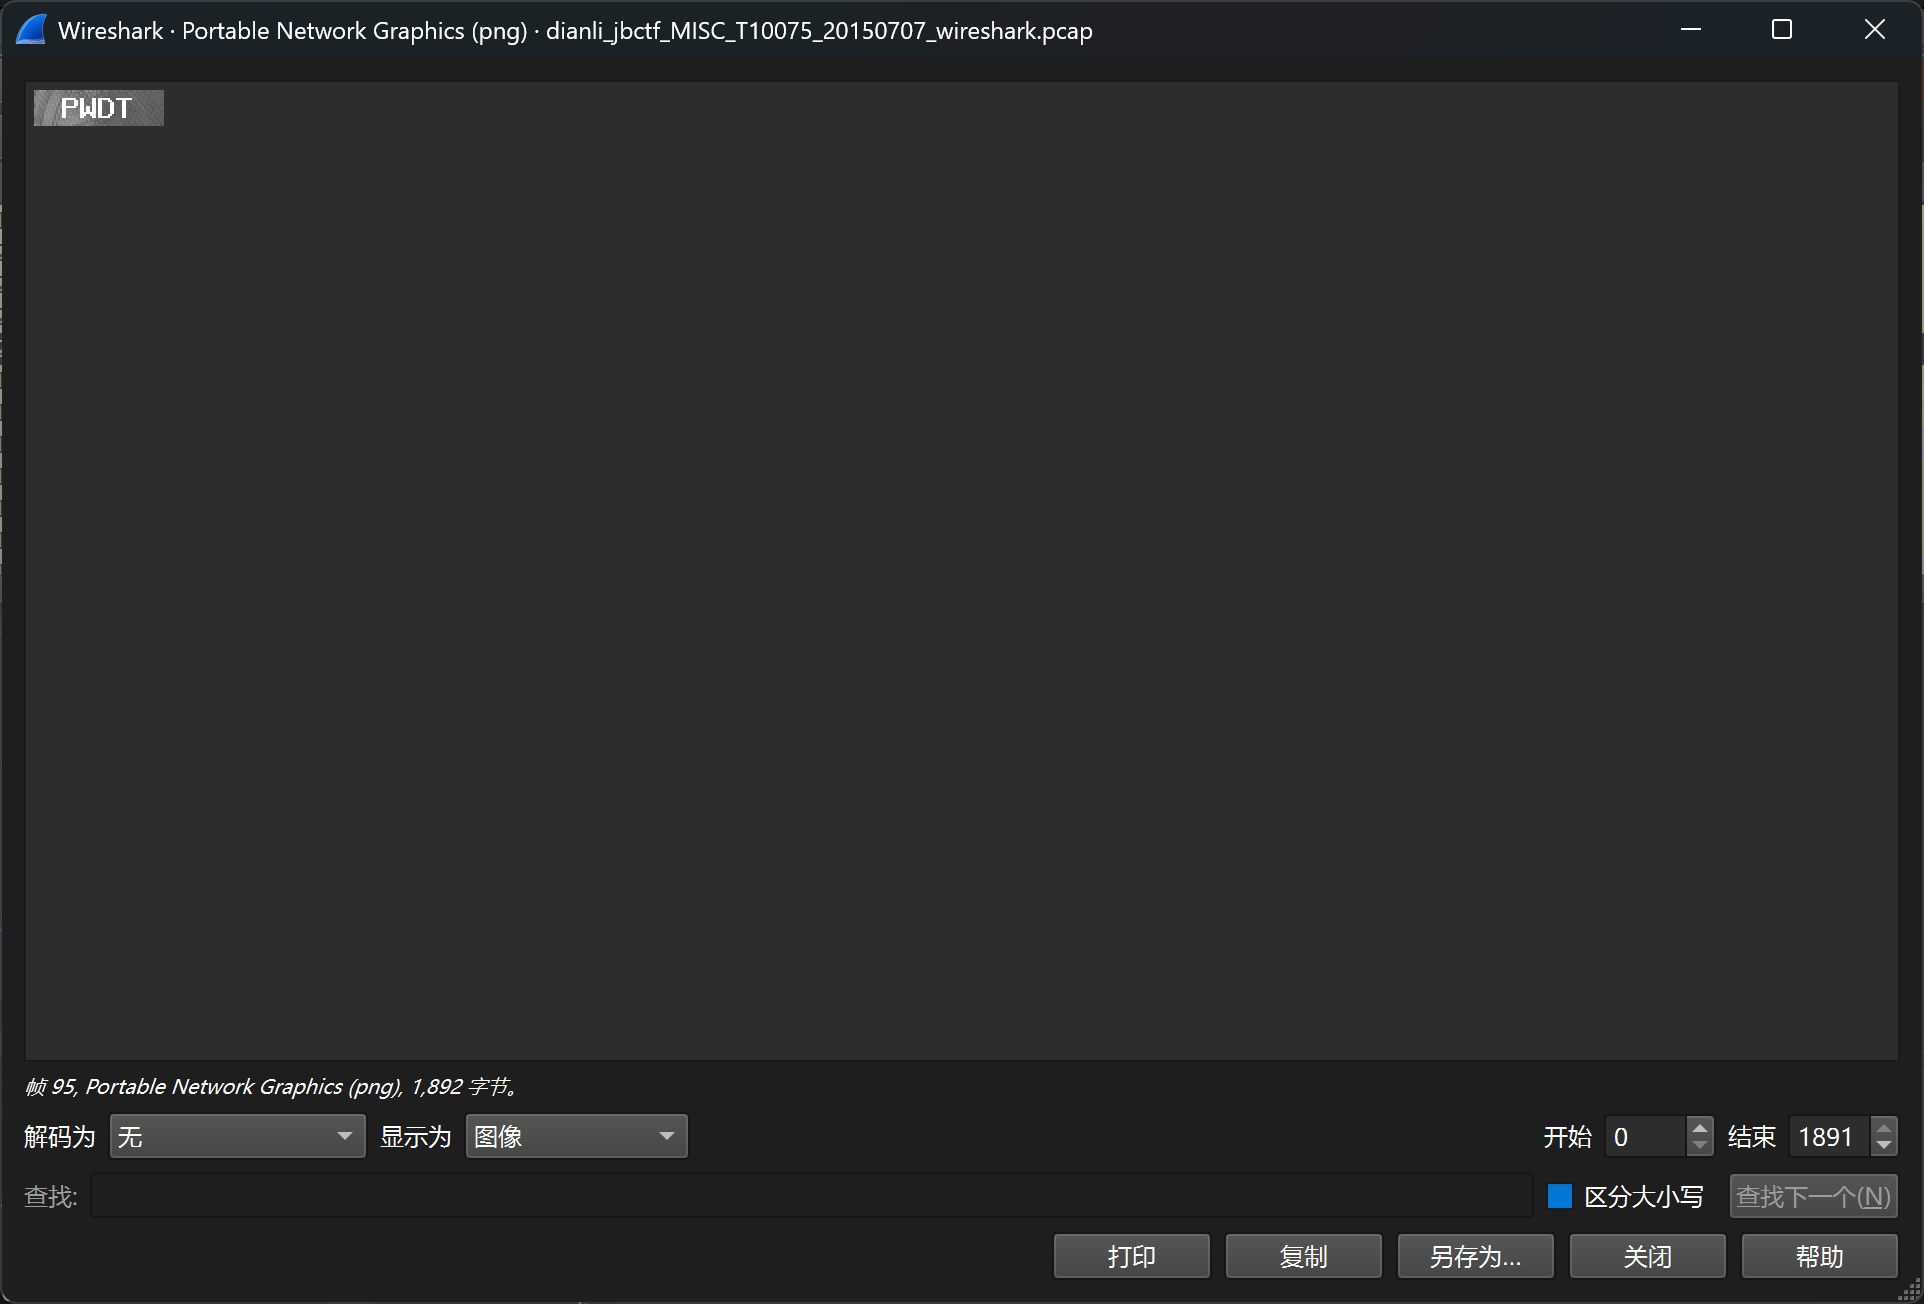 Wireshark · Portable Network Graphics (png) · dianli_jbctf_MISC_T10075_20150707_wireshark.pcap
PWDT
帧 95, Portable Network Graphics (png), 1,892 字节。
解码为 无 显示为 图像 开始 0 结束 1891
查找: 区分大小写 查找下一个(N)
打印 复制 另存为... 关闭 帮助